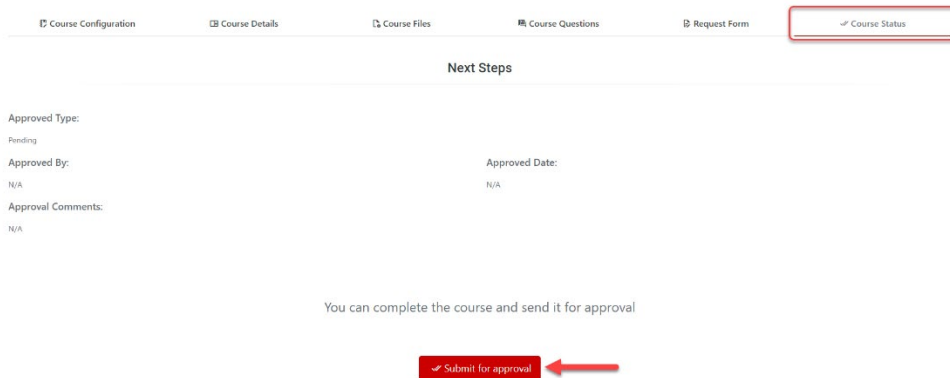 Course Configuration
Course Details
Course Files
Course Questions
Request Form
Course Status
Next Steps
Approved Type:
Pending
Approved By:
Approved Date:
N/A
N/A
Approval Comments:
N/A
You can complete the course and send it for approval
Submit for approval